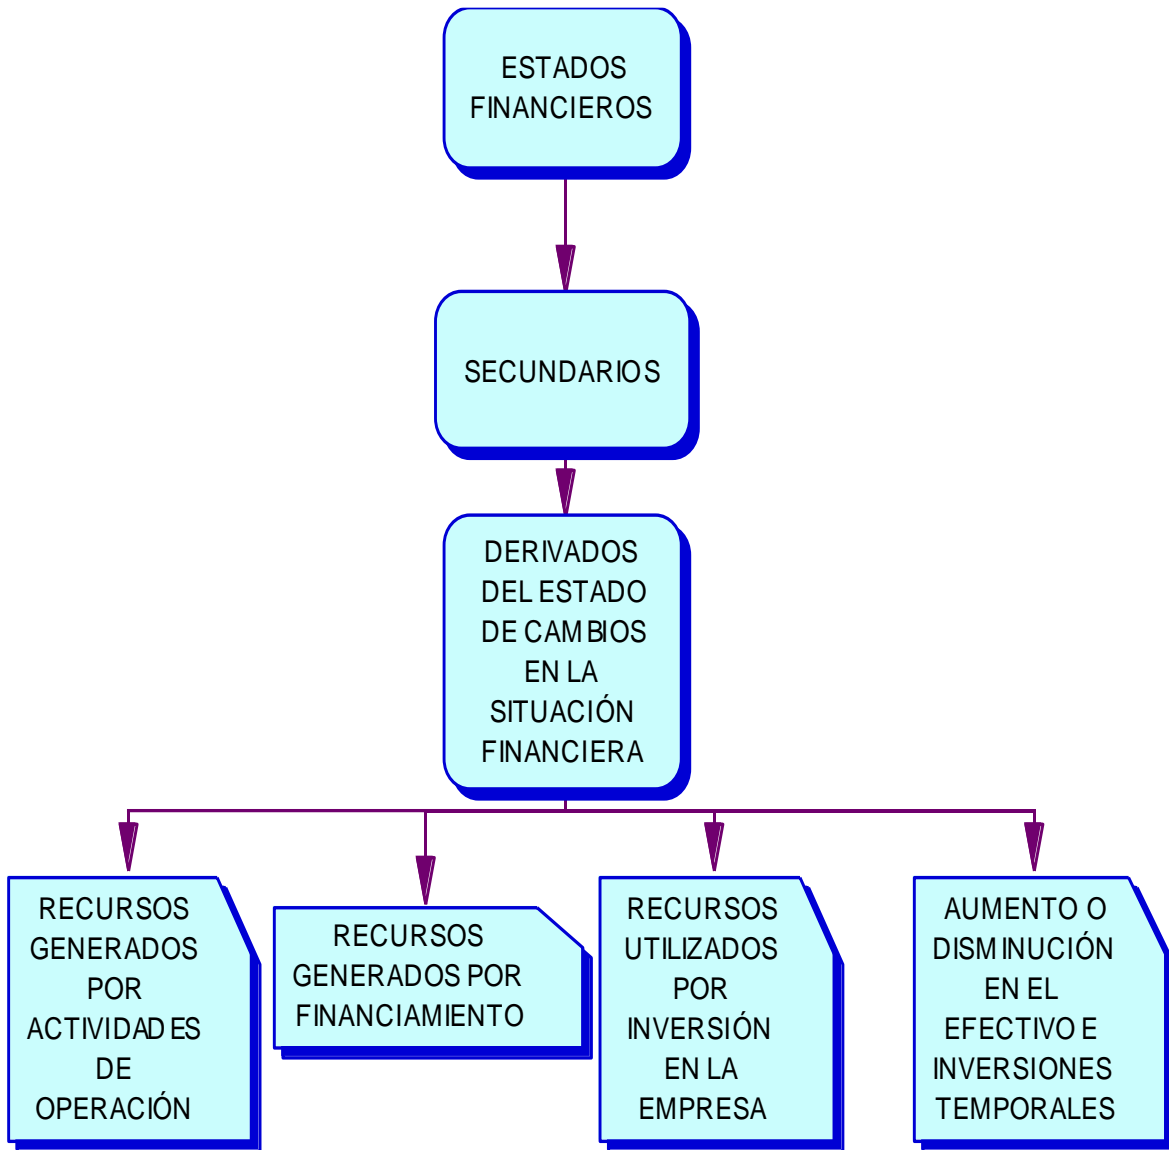 ESTADOS
FINANCIEROS
SECUNDARIOS
DERIVADOS
DEL ESTADO
DE CAMBIOS
EN LA
SITUACIÓN
FINANCIERA
RECURSOS
GENERADOS
POR
ACTIVIDADES
DE
OPERACIÓN
RECURSOS
GENERADOS POR
FINANCIAMIENTO
RECURSOS
UTILIZADOS
POR
INVERSIÓN
EN LA
EMPRESA
AUMENTO O
DISMINUCIÓN
EN EL
EFECTIVO E
INVERSIONES
TEMPORALES